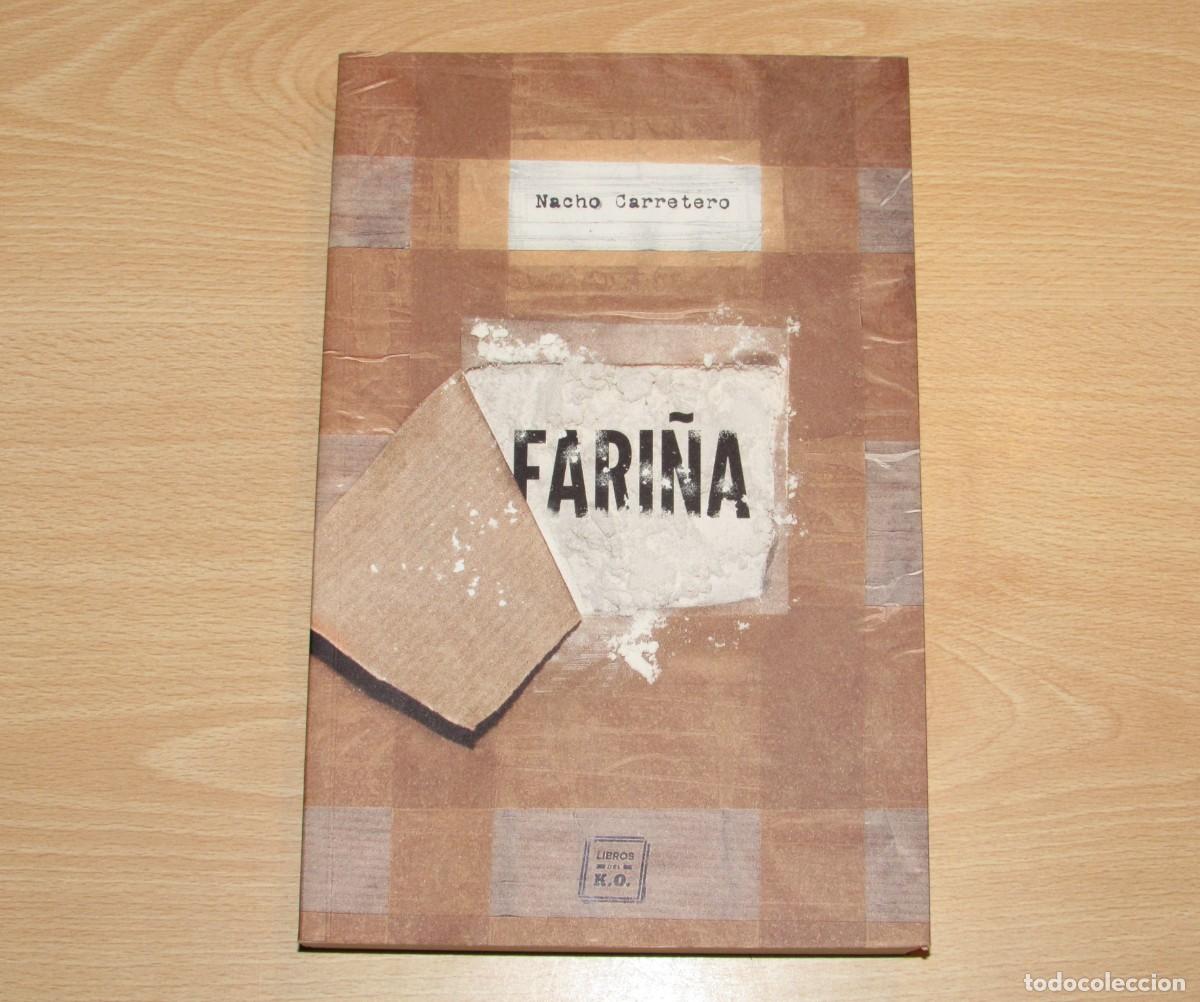 Nacho Carretero
FARIÑA
LIBROS
DEL
K.O.
todocoleccion